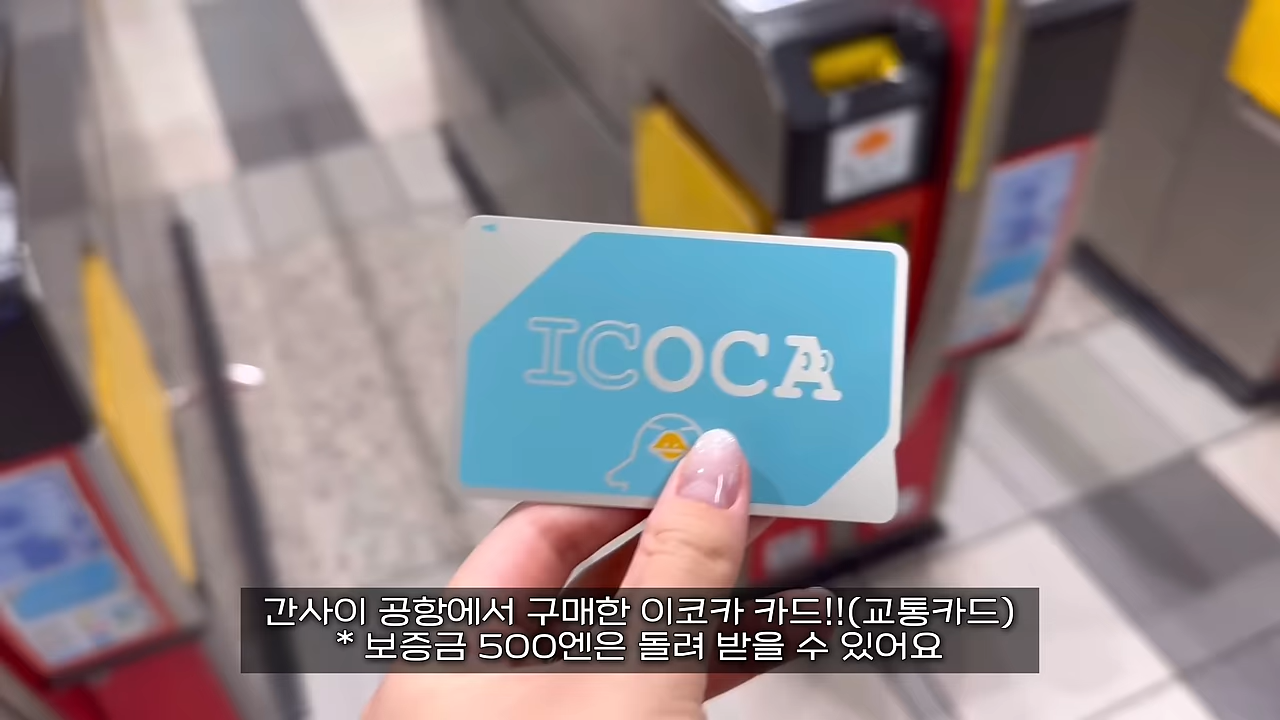 ICOCA
간사이 공항에서 구매한 이코카 카드!!(교통카드)
* 보증금 500엔은 돌려 받을 수 있어요